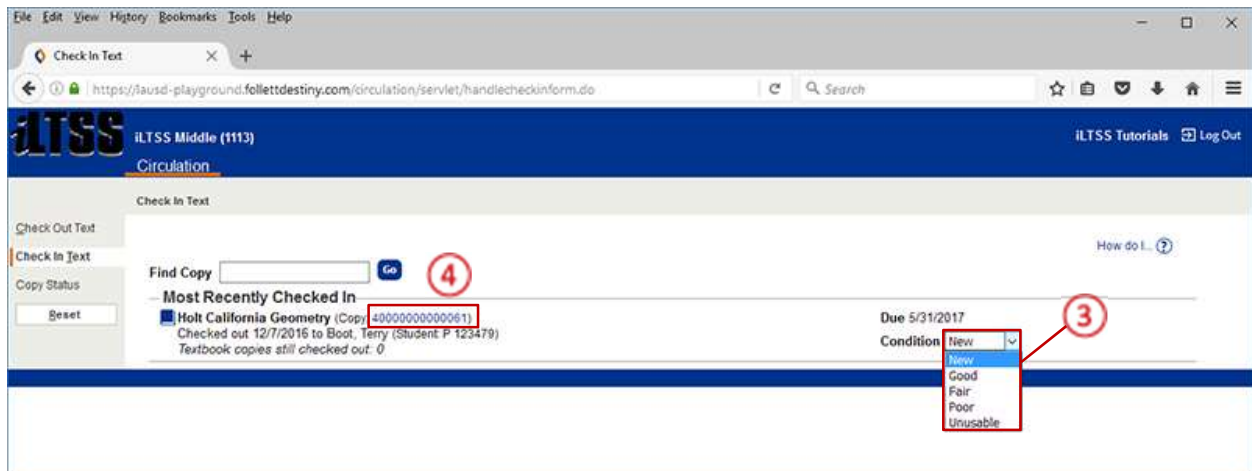 File Edit View History Bookmarks Tools Help
Check In Text
https://lausd-playground.follettdestiny.com/circulation/servlet/handlecheckinform.do
Search
iLTSS
iLTSS Middle (1113)
iLTSS Tutorials Log Out
Circulation
Check In Text
Check Out Text
How do I... ?
Check In Text
Find Copy Go
4
Copy Status
Most Recently Checked In
Reset
Holt California Geometry (Copy: 40000000000061)
Due 5/31/2017
3
Checked out 12/7/2016 to Boot, Terry (Student: P 123479)
Condition New
Textbook copies still checked out: 0
New
Good
Fair
Poor
Unusable